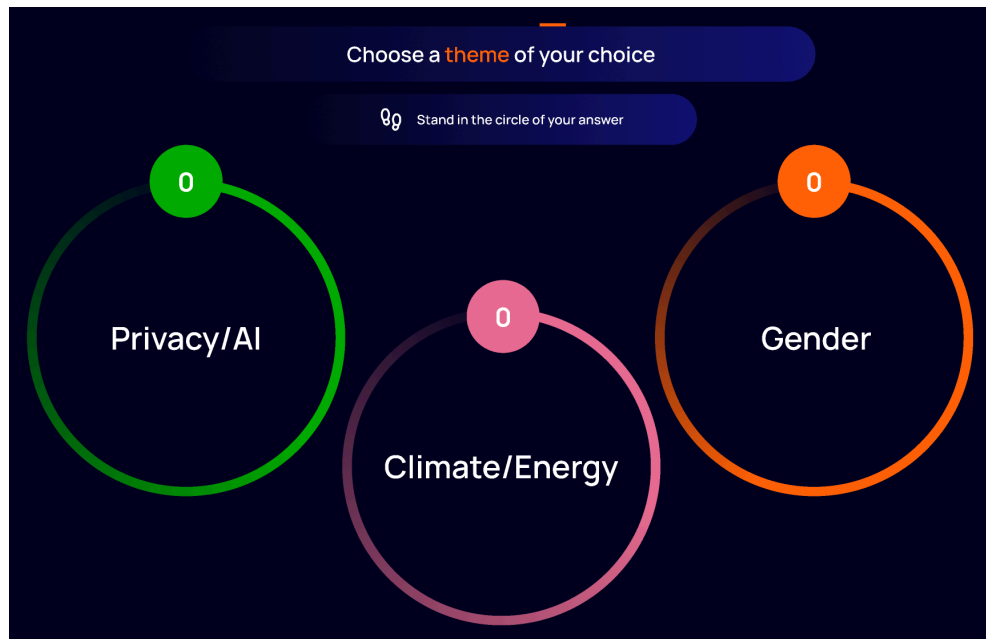 Choose a theme of your choice
Stand in the circle of your answer
0
Privacy/AI
0
Climate/Energy
0
Gender